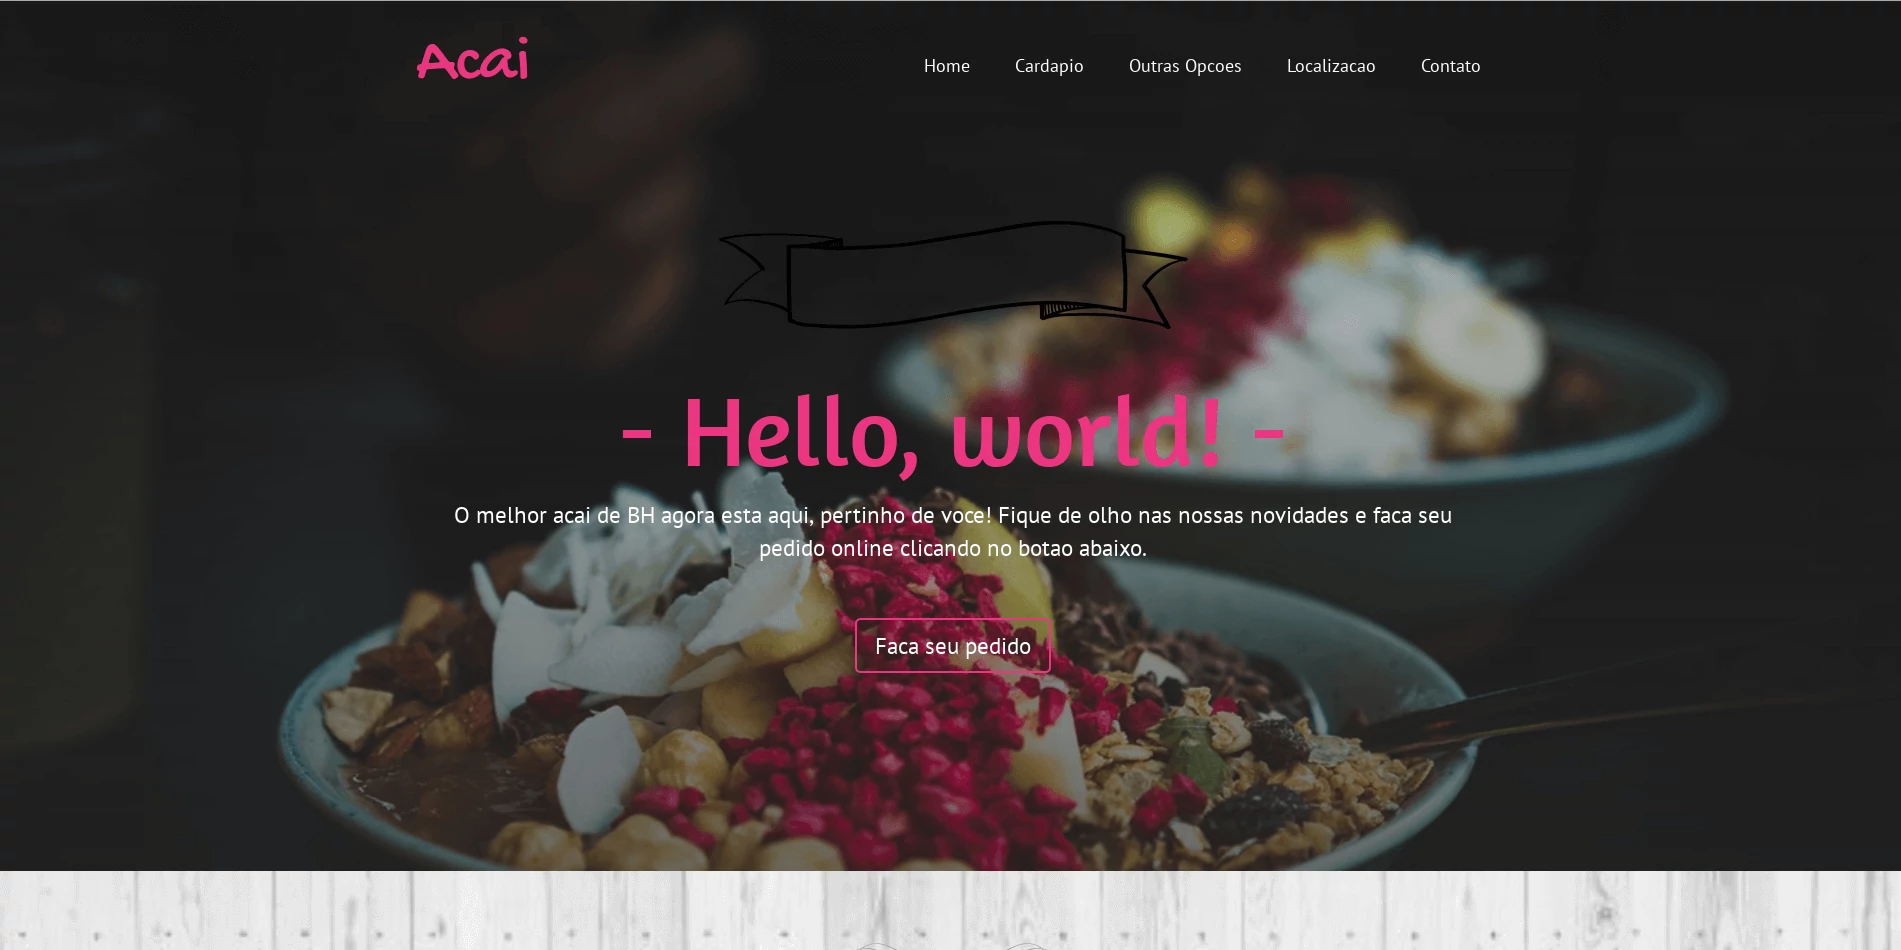 Acai
Home
Cardapio
Outras Opcoes
Localizacao
Contato
- Hello, world! -
O melhor acai de BH agora esta aqui, pertinho de voce! Fique de olho nas nossas novidades e faca seu
pedido online clicando no botao abaixo.
Faca seu pedido